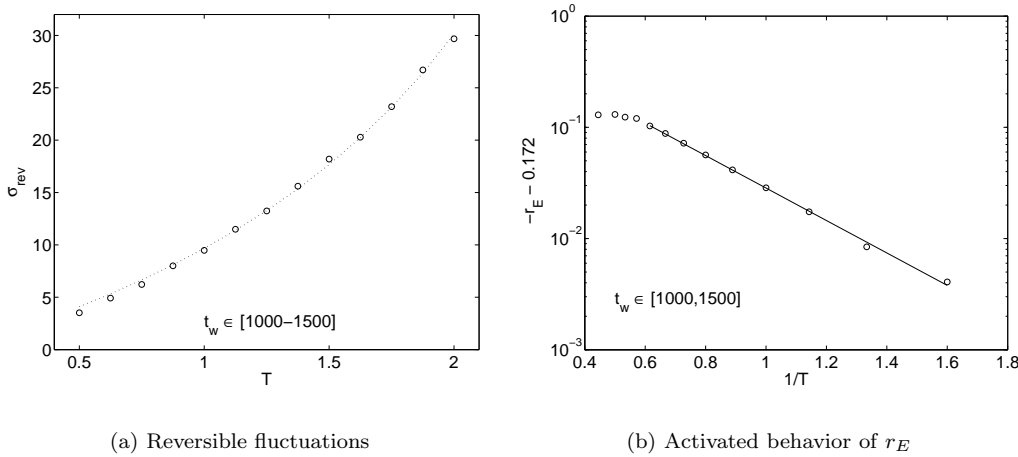 30
25
20
15
10
5
0
σrev
0.5 1 1.5 2
T
t_w ∈ [1000−1500]
10^0
10^−1
10^−2
10^−3
−r_E − 0.172
0.4 0.6 0.8 1 1.2 1.4 1.6 1.8
1/T
t_w ∈ [1000,1500]
(a) Reversible fluctuations
(b) Activated behavior of r_E